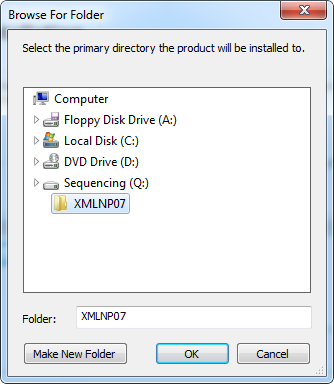 Browse For Folder
Select the primary directory the product will be installed to.
Computer
Floppy Disk Drive (A:)
Local Disk (C:)
DVD Drive (D:)
Sequencing (Q:)
XMLNP07
Folder: XMLNP07
Make New Folder OK Cancel